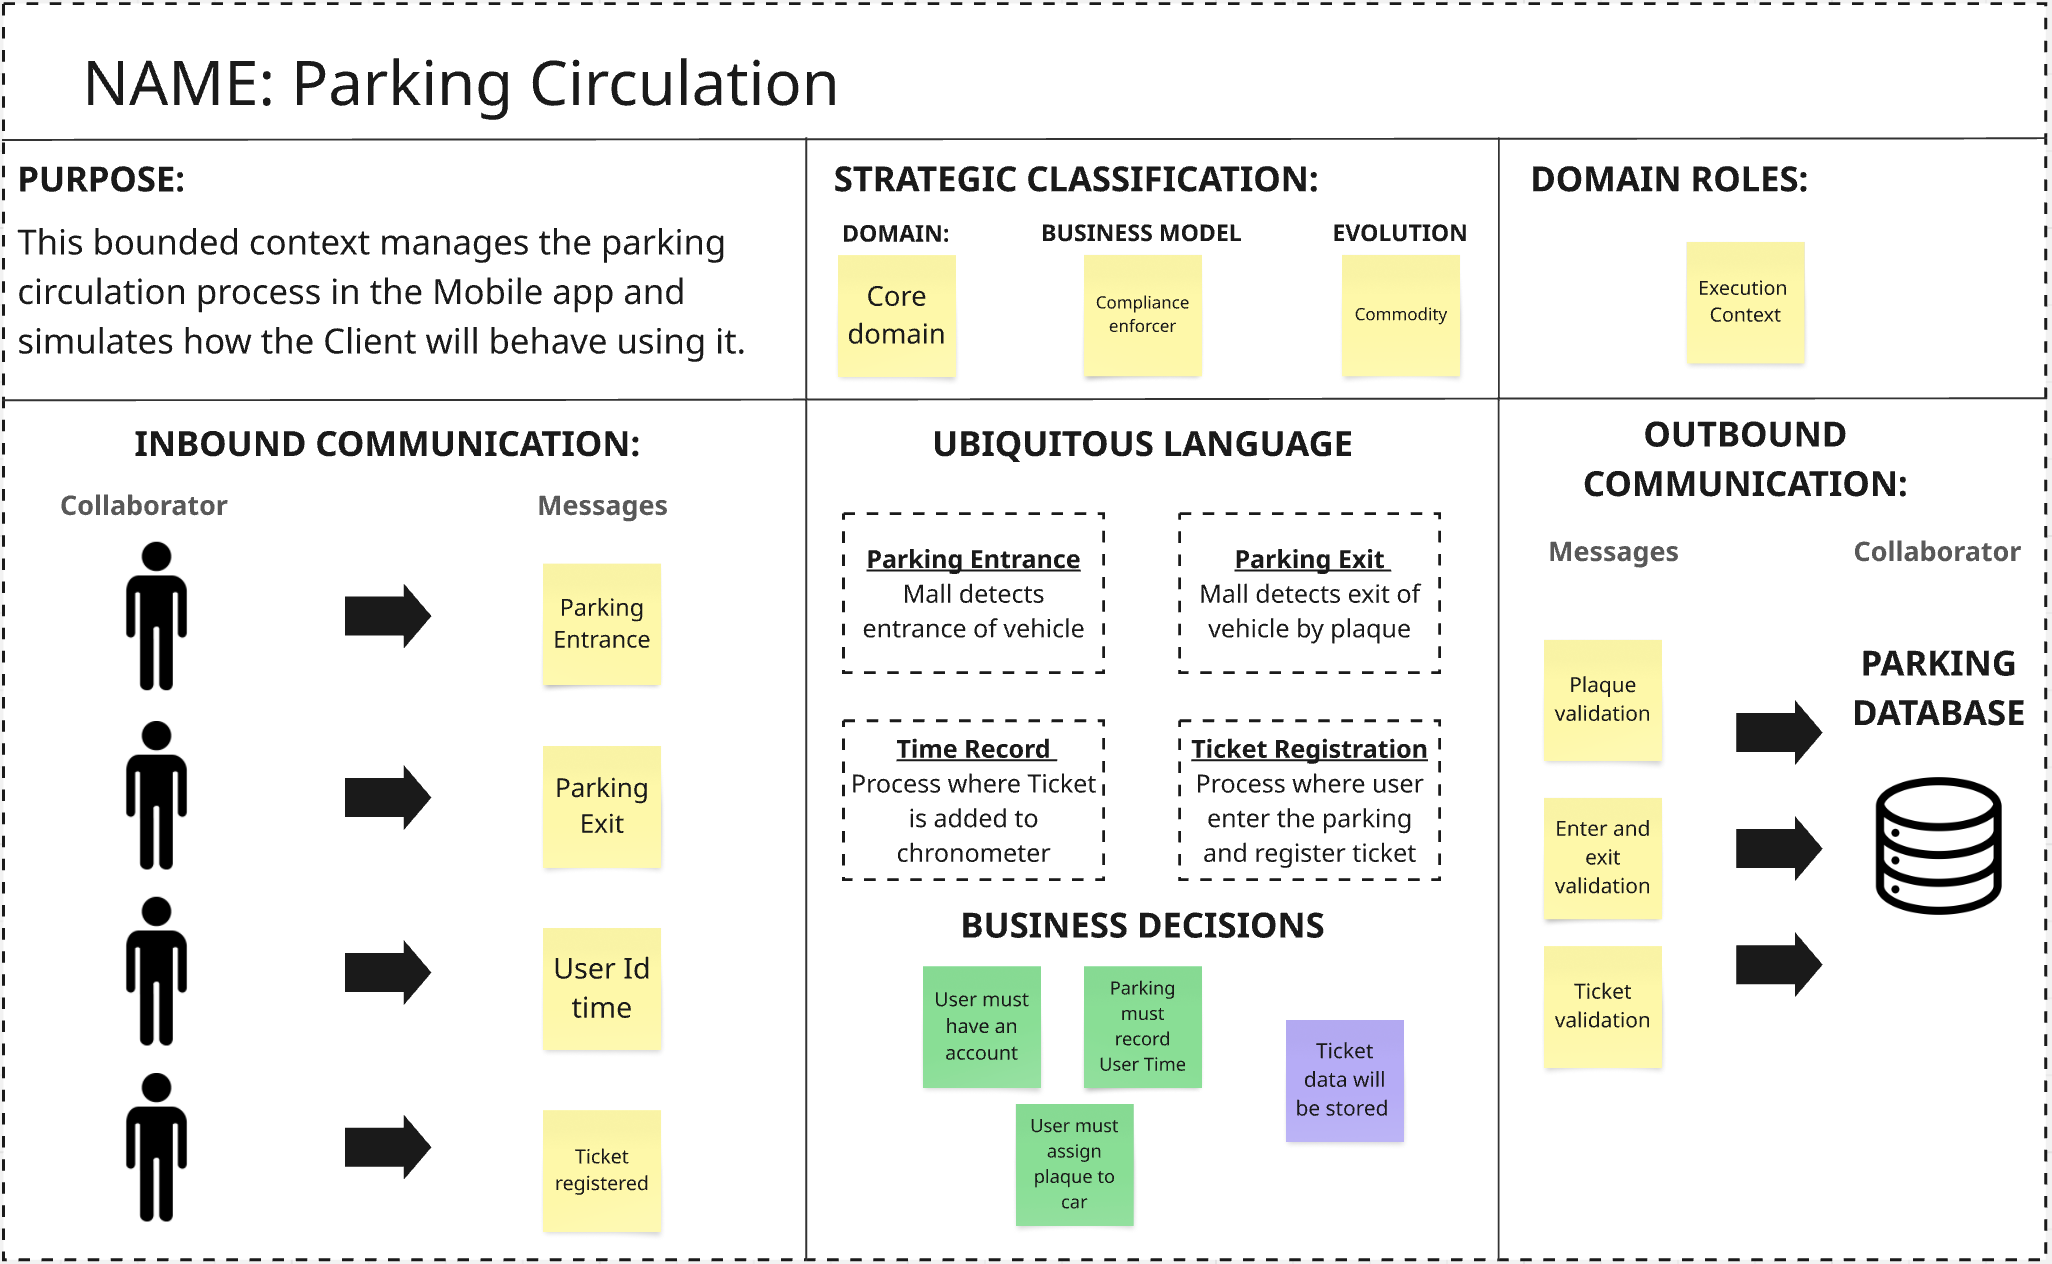 NAME: Parking Circulation
PURPOSE:
This bounded context manages the parking
circulation process in the Mobile app and
simulates how the Client will behave using it.
STRATEGIC CLASSIFICATION:
DOMAIN:
Core
domain
BUSINESS MODEL
Compliance
enforcer
EVOLUTION
Commodity
DOMAIN ROLES:
Execution
Context
INBOUND COMMUNICATION:
Collaborator
Messages
Parking
Entrance
Parking
Exit
User Id
time
Ticket
registered
UBIQUITOUS LANGUAGE
Parking Entrance
Mall detects
entrance of vehicle
Parking Exit
Mall detects exit of
vehicle by plaque
Time Record
Process where Ticket
is added to
chronometer
Ticket Registration
Process where user
enter the parking
and register ticket
BUSINESS DECISIONS
User must
have an
account
Parking
must
record
User Time
User must
assign
plaque to
car
Ticket
data will
be stored
OUTBOUND
COMMUNICATION:
Messages
Collaborator
Plaque
validation
Enter and
exit
validation
Ticket
validation
PARKING
DATABASE